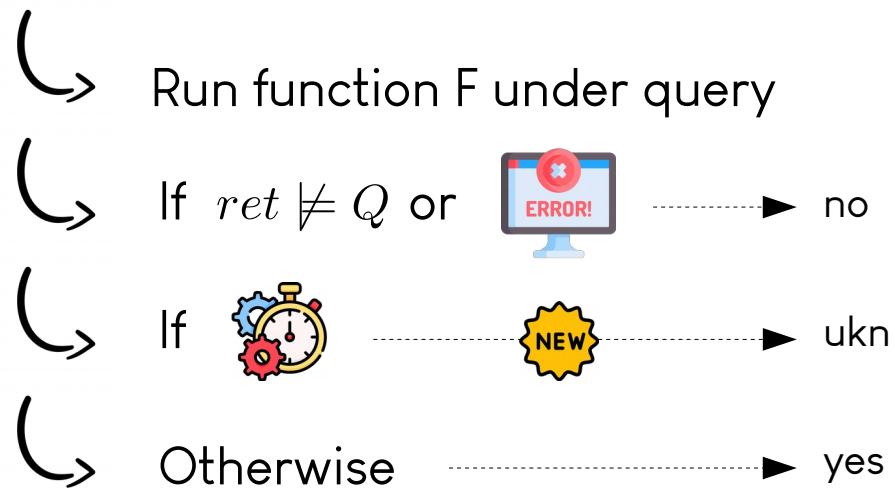 Run function F under query
If ret ⊭ Q or ERROR! no
If NEW ukn
Otherwise yes